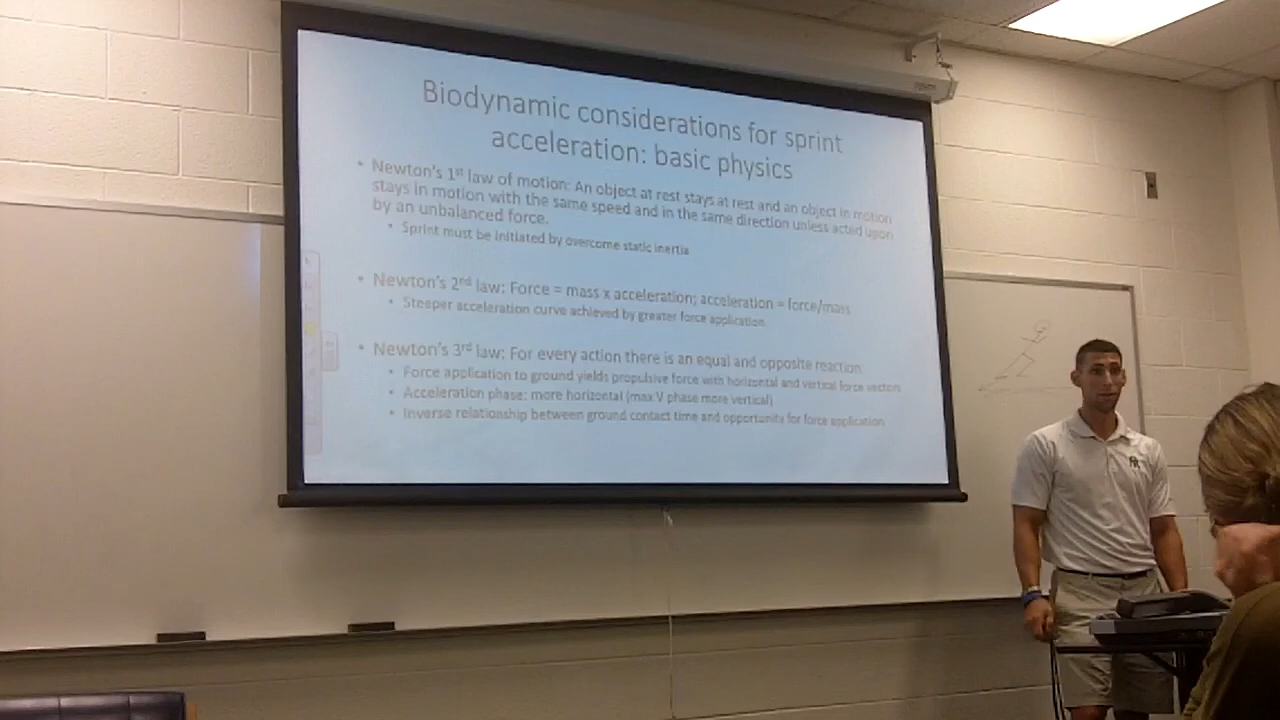 Biodynamic considerations for sprint
acceleration: basic physics
• Newton's 1st law of motion: An object at rest stays at rest and an object in motion
stays in motion with the same speed and in the same direction unless acted upon
by an unbalanced force.
• Sprint must be initiated by overcome static inertia
• Newton's 2nd law: Force = mass x acceleration; acceleration = force/mass
• Steeper acceleration curve achieved by greater force application.
• Newton's 3rd law: For every action there is an equal and opposite reaction.
• Force application to ground yields propulsive force with horizontal and vertical force vectors
• Acceleration phase: more horizontal (max V phase more vertical)
• Inverse relationship between ground contact time and opportunity for force application